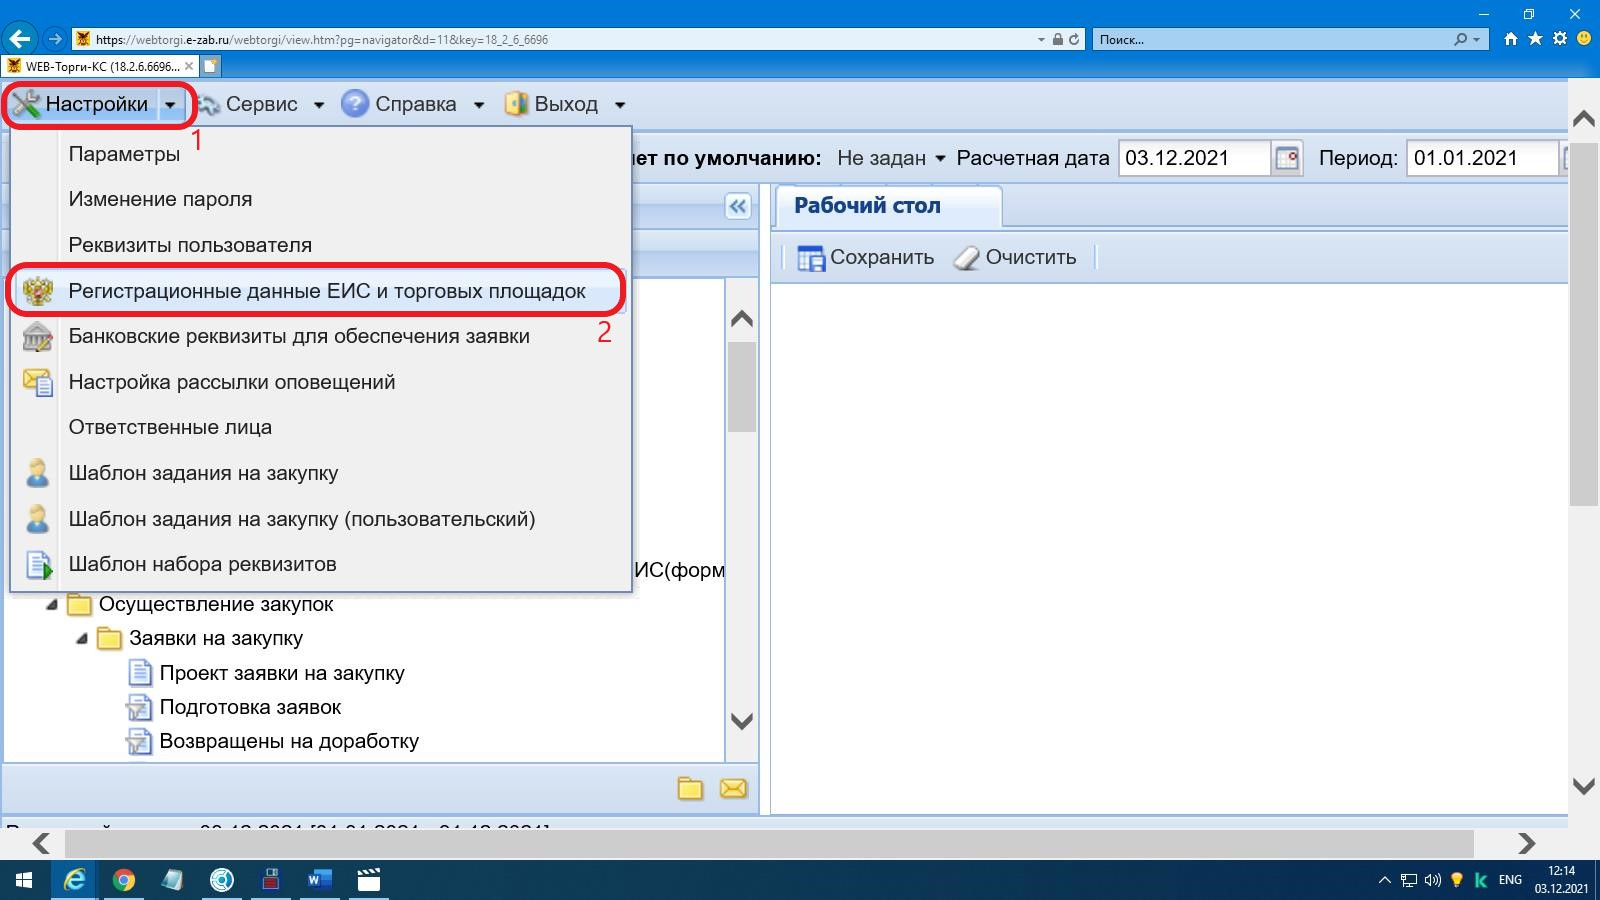 https://webtorgi.e-zab.ru/webtorgi/view.htm?pg=navigator&d=11&key=18_2_6_6696
Поиск...
WEB-Торги-КС (18.2.6.6696...
Настройки Сервис Справка Выход
1
Параметры
ет по умолчанию: Не задан Расчетная дата 03.12.2021 Период: 01.01.2021
Изменение пароля
Рабочий стол
Реквизиты пользователя
Сохранить Очистить
Регистрационные данные ЕИС и торговых площадок
2
Банковские реквизиты для обеспечения заявки
Настройка рассылки оповещений
Ответственные лица
Шаблон задания на закупку
Шаблон задания на закупку (пользовательский)
Шаблон набора реквизитов
ИС(форм
Осуществление закупок
Заявки на закупку
Проект заявки на закупку
Подготовка заявок
Возвращены на доработку
ENG
12:14
03.12.2021